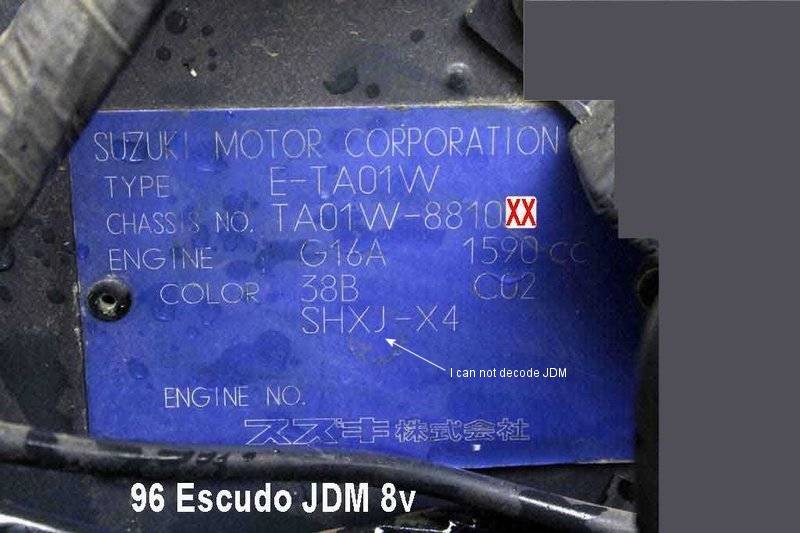 SUZUKI MOTOR CORPORATION
TYPE E-TA01W
CHASSIS NO. TA01W-8810XX
ENGINE G16A 1590 CC
COLOR 38B C02
SHXJ-X4
I can not decode JDM
ENGINE NO.
スズキ株式会社
96 Escudo JDM 8v